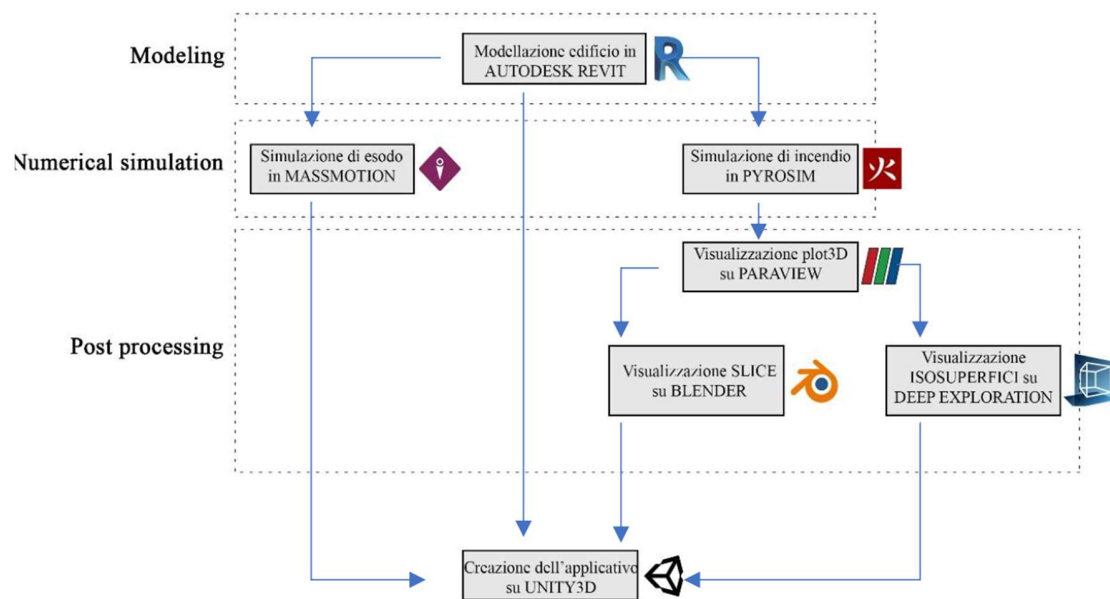 Modeling
Modellazione edificio in
AUTODESK REVIT
Numerical simulation
Simulazione di esodo
in MASSMOTION
Simulazione di incendio
in PYROSIM
火
Visualizzazione plot3D
su PARAVIEW
Post processing
Visualizzazione SLICE
su BLENDER
Visualizzazione
ISOSUPERFICI su
DEEP EXPLORATION
Creazione dell'applicativo
su UNITY3D